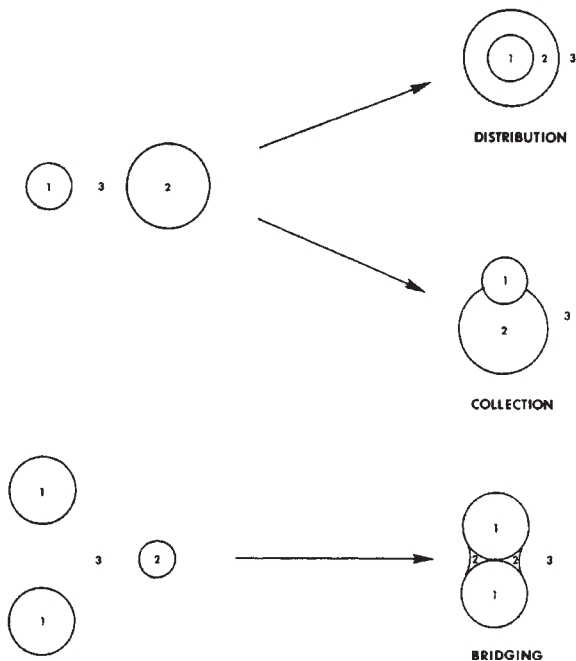 1 2 3
DISTRIBUTION
1 3 2
1
2
3
COLLECTION
1
3 2
1
1
2 2 3
1
BRIDGING